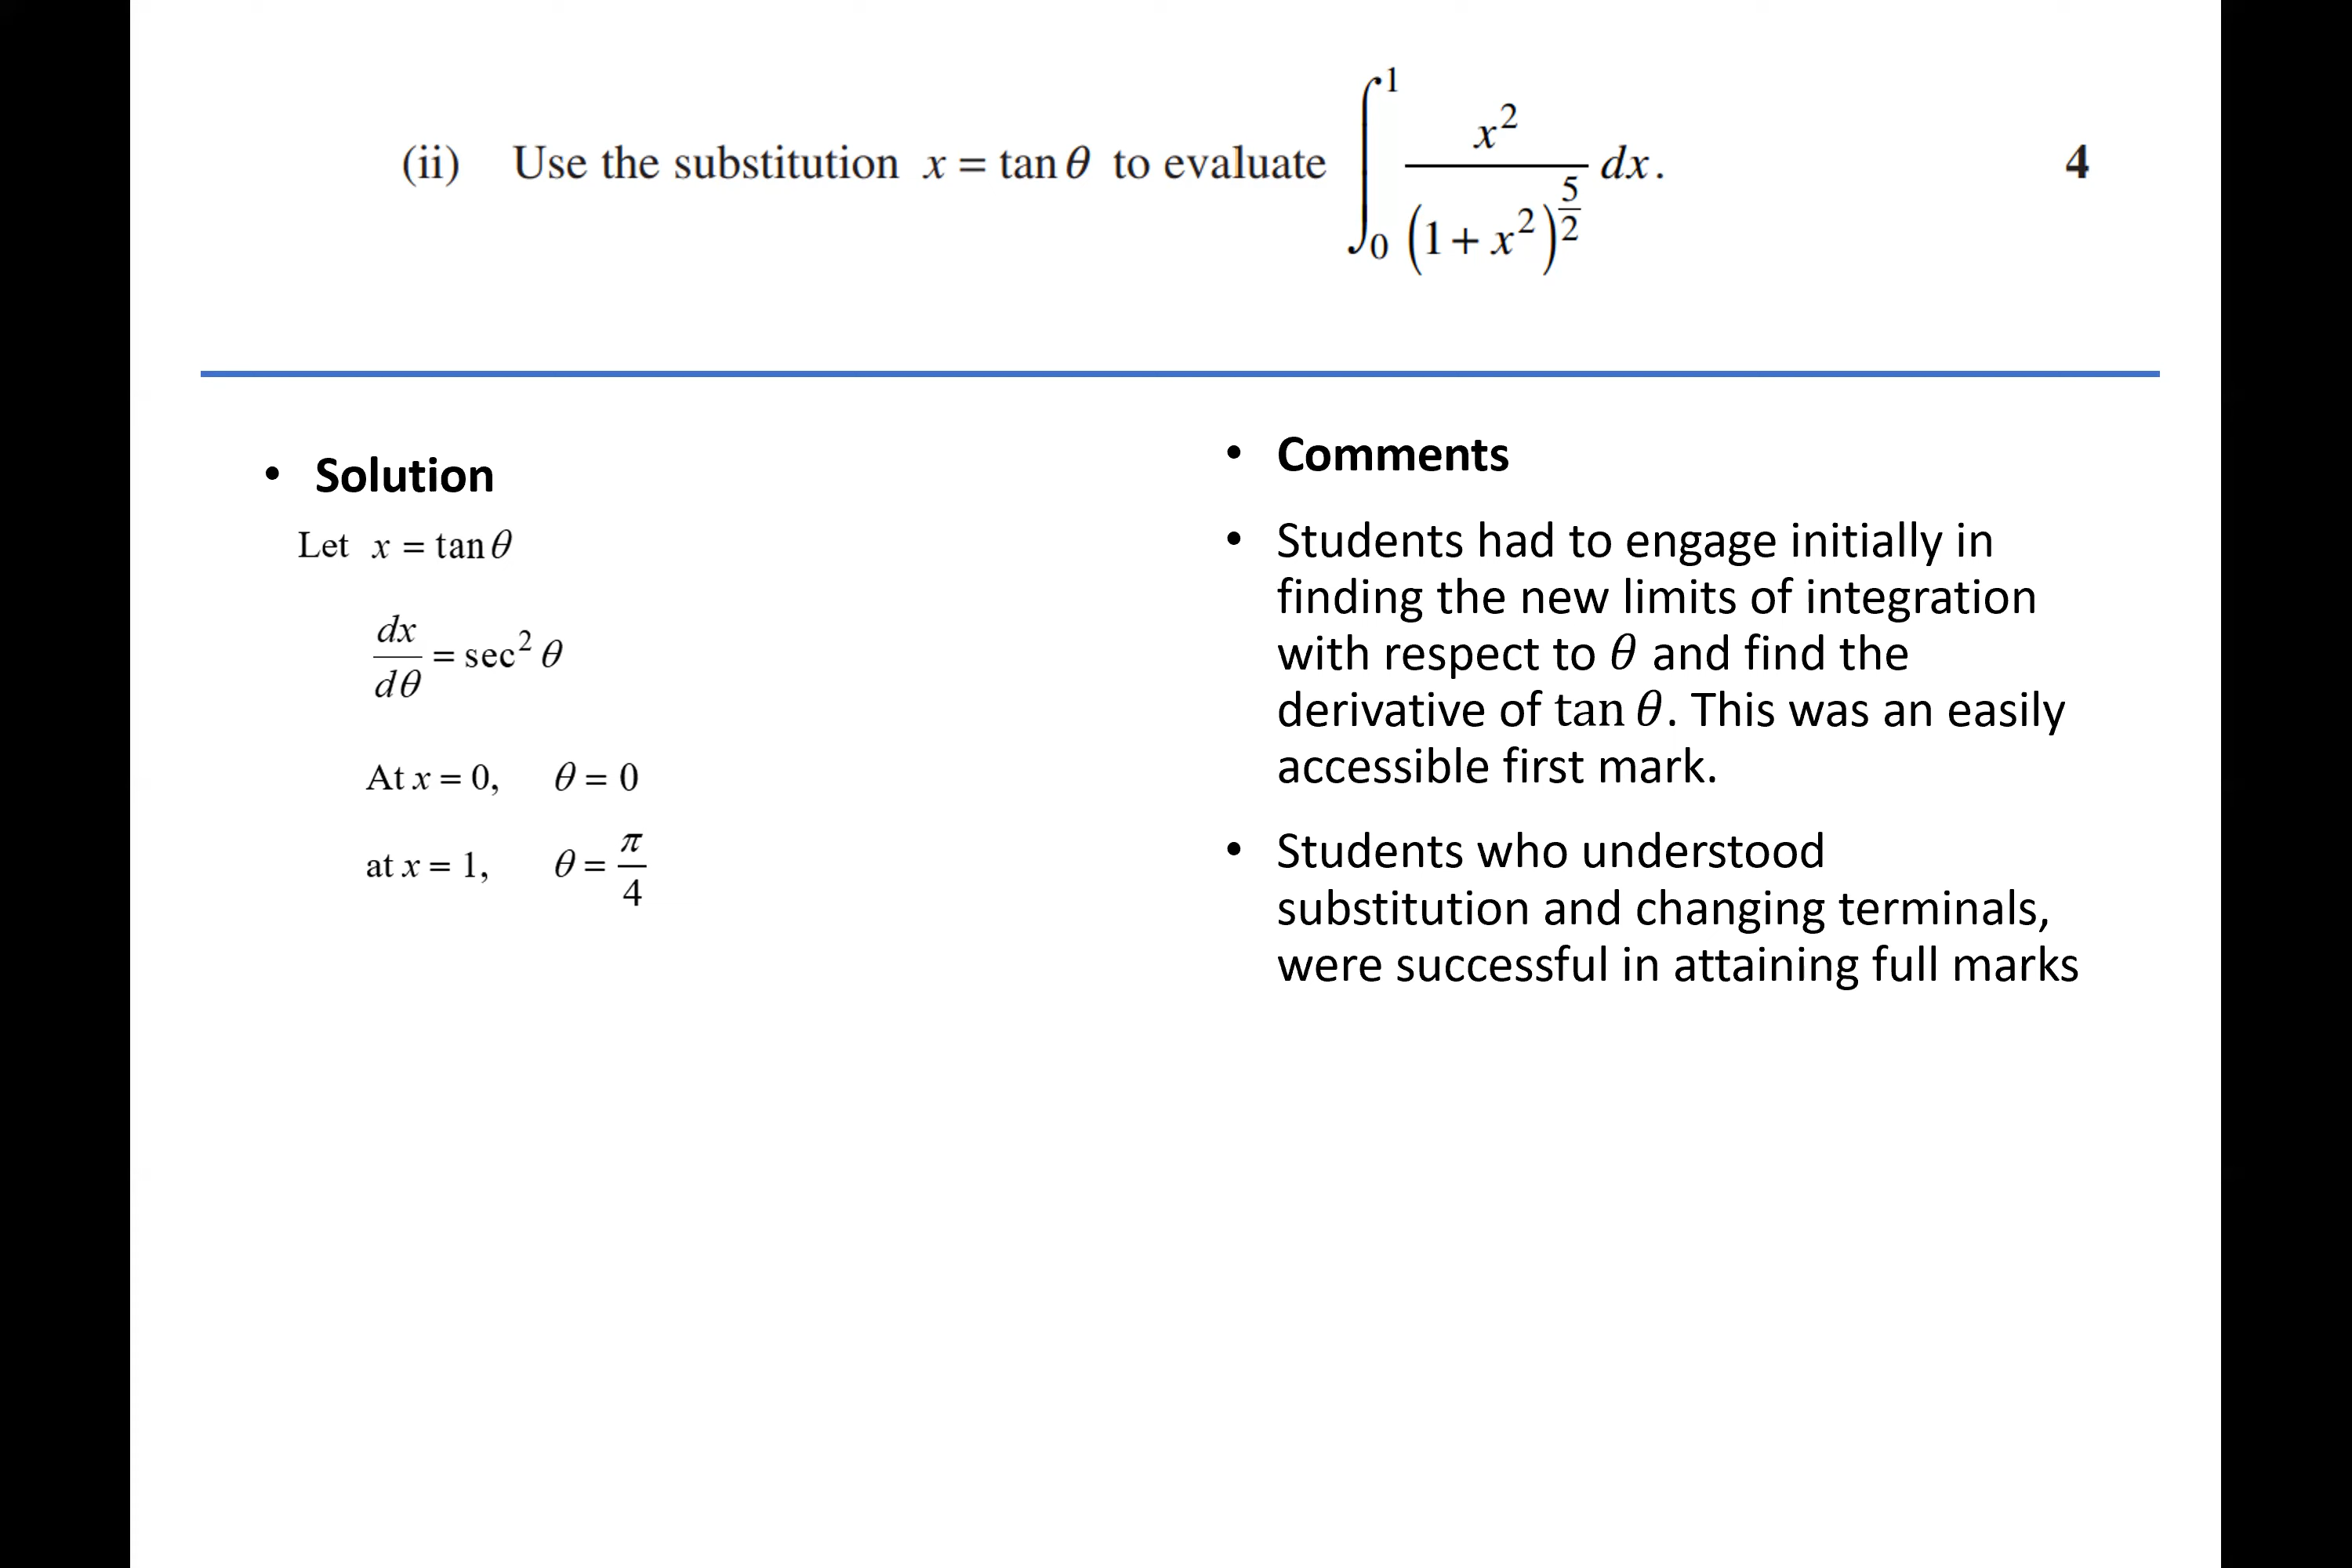 (ii) Use the substitution x = tan θ to evaluate ∫₀¹ x² / (1 + x²)^(5/2) dx. 4
• Solution
Let x = tan θ
dx/dθ = sec² θ
At x = 0, θ = 0
at x = 1, θ = π/4
• Comments
• Students had to engage initially in
finding the new limits of integration
with respect to θ and find the
derivative of tan θ. This was an easily
accessible first mark.
• Students who understood
substitution and changing terminals,
were successful in attaining full marks